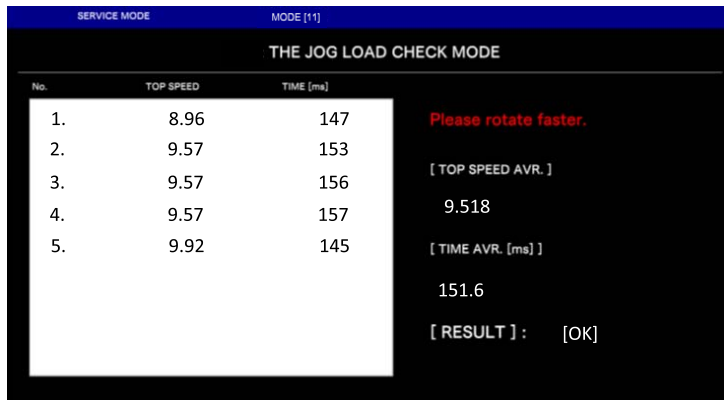 SERVICE MODE MODE [11]
THE JOG LOAD CHECK MODE
No. TOP SPEED TIME [ms]
1. 8.96 147
2. 9.57 153
3. 9.57 156
4. 9.57 157
5. 9.92 145
Please rotate faster.
[ TOP SPEED AVR. ]
9.518
[ TIME AVR. [ms] ]
151.6
[ RESULT ] : [OK]